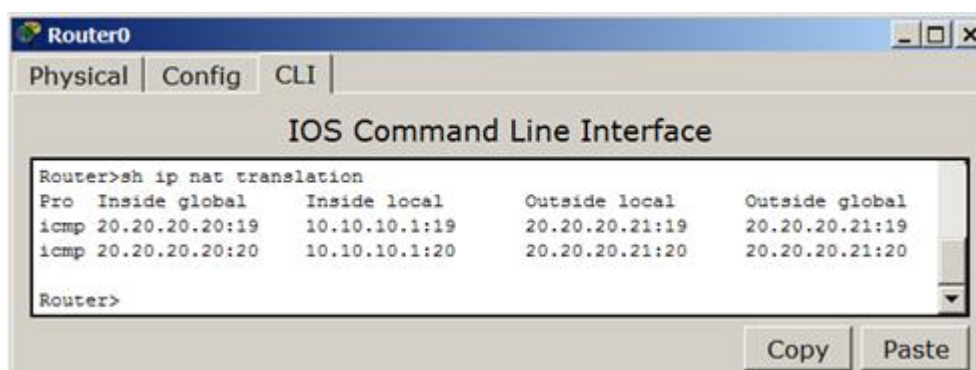 Router0
Physical Config CLI
IOS Command Line Interface
Router>sh ip nat translation
Pro Inside global Inside local Outside local Outside global
icmp 20.20.20.20:19 10.10.10.1:19 20.20.20.21:19 20.20.20.21:19
icmp 20.20.20.20:20 10.10.10.1:20 20.20.20.21:20 20.20.20.21:20
Router>
Copy Paste